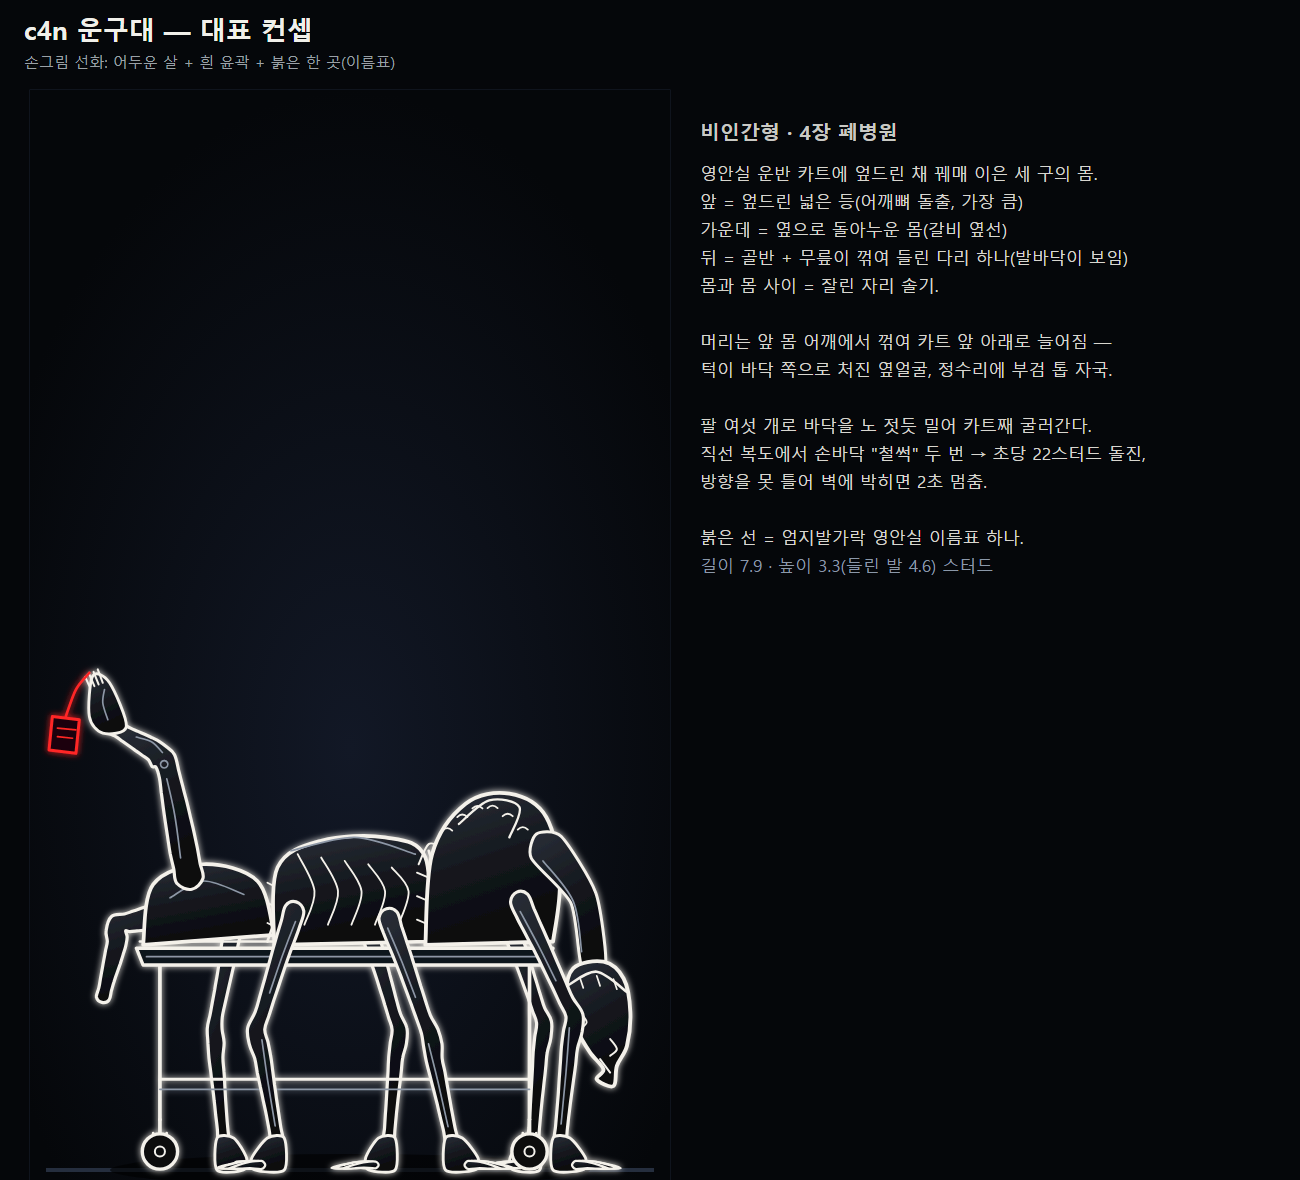 c4n 운구대 — 대표 컨셉
손그림 선화: 어두운 살 + 흰 윤곽 + 붉은 한 곳(이름표)
비인간형 · 4장 폐병원
영안실 운반 카트에 엎드린 채 꿰매 이은 세 구의 몸.
앞 = 엎드린 넓은 등(어깨뼈 돌출, 가장 큼)
가운데 = 옆으로 돌아누운 몸(갈비 옆선)
뒤 = 골반 + 무릎이 꺾여 들린 다리 하나(발바닥이 보임)
몸과 몸 사이 = 잘린 자리 솔기.
머리는 앞 몸 어깨에서 꺾여 카트 앞 아래로 늘어짐 —
턱이 바닥 쪽으로 처진 옆얼굴, 정수리에 부검 톱 자국.
팔 여섯 개로 바닥을 노 젓듯 밀어 카트째 굴러간다.
직선 복도에서 손바닥 "철썩" 두 번 → 초당 22스터드 돌진,
방향을 못 틀어 벽에 박히면 2초 멈춤.
붉은 선 = 엄지발가락 영안실 이름표 하나.
길이 7.9 · 높이 3.3(들린 발 4.6) 스터드